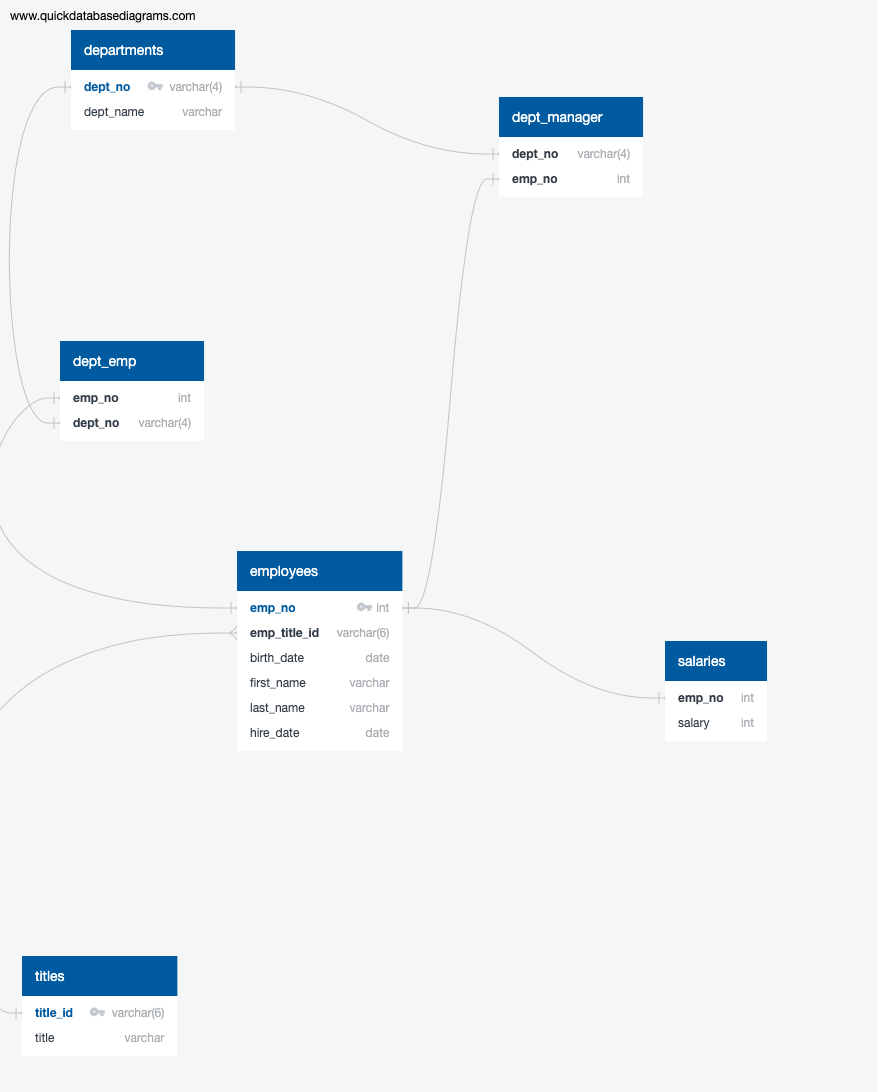 www.quickdatabasediagrams.com
departments
dept_no varchar(4)
dept_name varchar
dept_manager
dept_no varchar(4)
emp_no int
dept_emp
emp_no int
dept_no varchar(4)
employees
emp_no int
emp_title_id varchar(6)
birth_date date
first_name varchar
last_name varchar
hire_date date
salaries
emp_no int
salary int
titles
title_id varchar(6)
title varchar